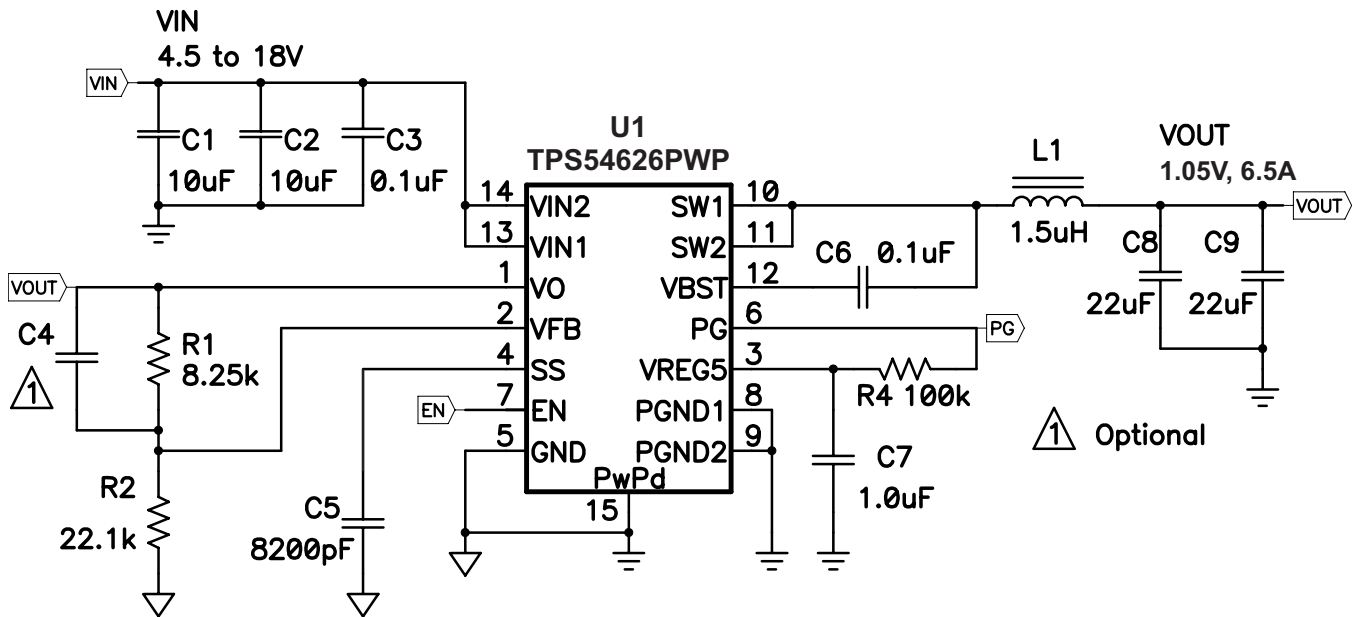 VIN
4.5 to 18V
VIN
C1
10uF
C2
10uF
C3
0.1uF
U1
TPS54626PWP
14
VIN2
13
VIN1
1
VO
2
VFB
4
SS
7
EN
5
GND
PwPd
15
SW1
10
SW2
11
VBST
12
PG
6
VREG5
3
PGND1
8
PGND2
9
VOUT
C4
1
R1
8.25k
R2
22.1k
EN
C5
8200pF
C6
0.1uF
L1
1.5uH
VOUT
1.05V, 6.5A
VOUT
C8
22uF
C9
22uF
PG
R4 100k
C7
1.0uF
1 Optional